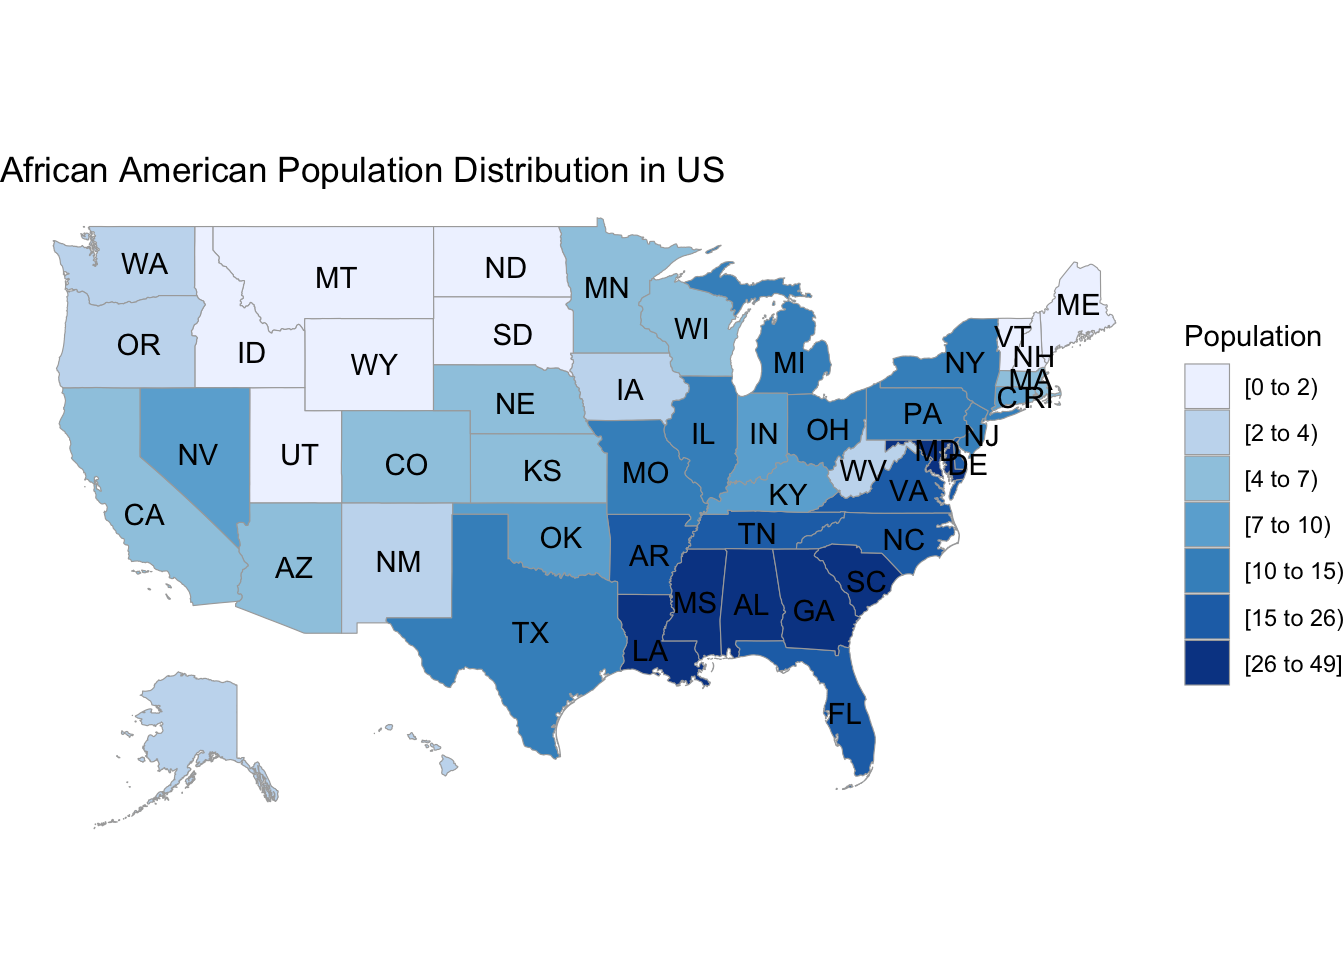 African American Population Distribution in US
WA
MT
ND
MN
ME
OR
ID
WY
SD
WI
MI
NY
VT
NH
MA
C
RI
NV
UT
CO
NE
KS
IA
IL
IN
OH
PA
NJ
MD
DE
CA
AZ
NM
OK
MO
KY
WV
VA
TX
AR
TN
NC
SC
LA
MS
AL
GA
FL
Population
[0 to 2)
[2 to 4)
[4 to 7)
[7 to 10)
[10 to 15)
[15 to 26)
[26 to 49]